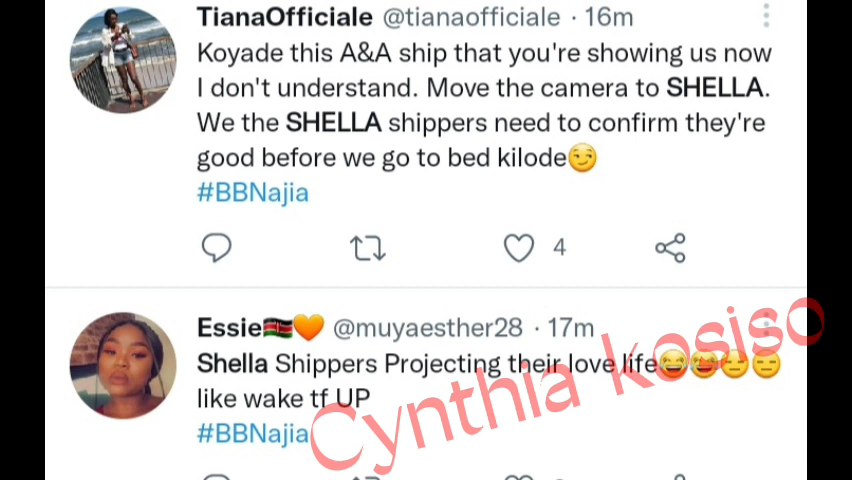 TianaOfficiale @tianaofficiale · 16m
Koyade this A&A ship that you're showing us now
I don't understand. Move the camera to SHELLA.
We the SHELLA shippers need to confirm they're
good before we go to bed kilode😏
#BBNajia
4
Essie🇰🇪🧡 @muyaesther28 · 17m
Shella Shippers Projecting their love life😂😂😑😑
like wake tf UP
#BBNajia
Cynthia kosiso